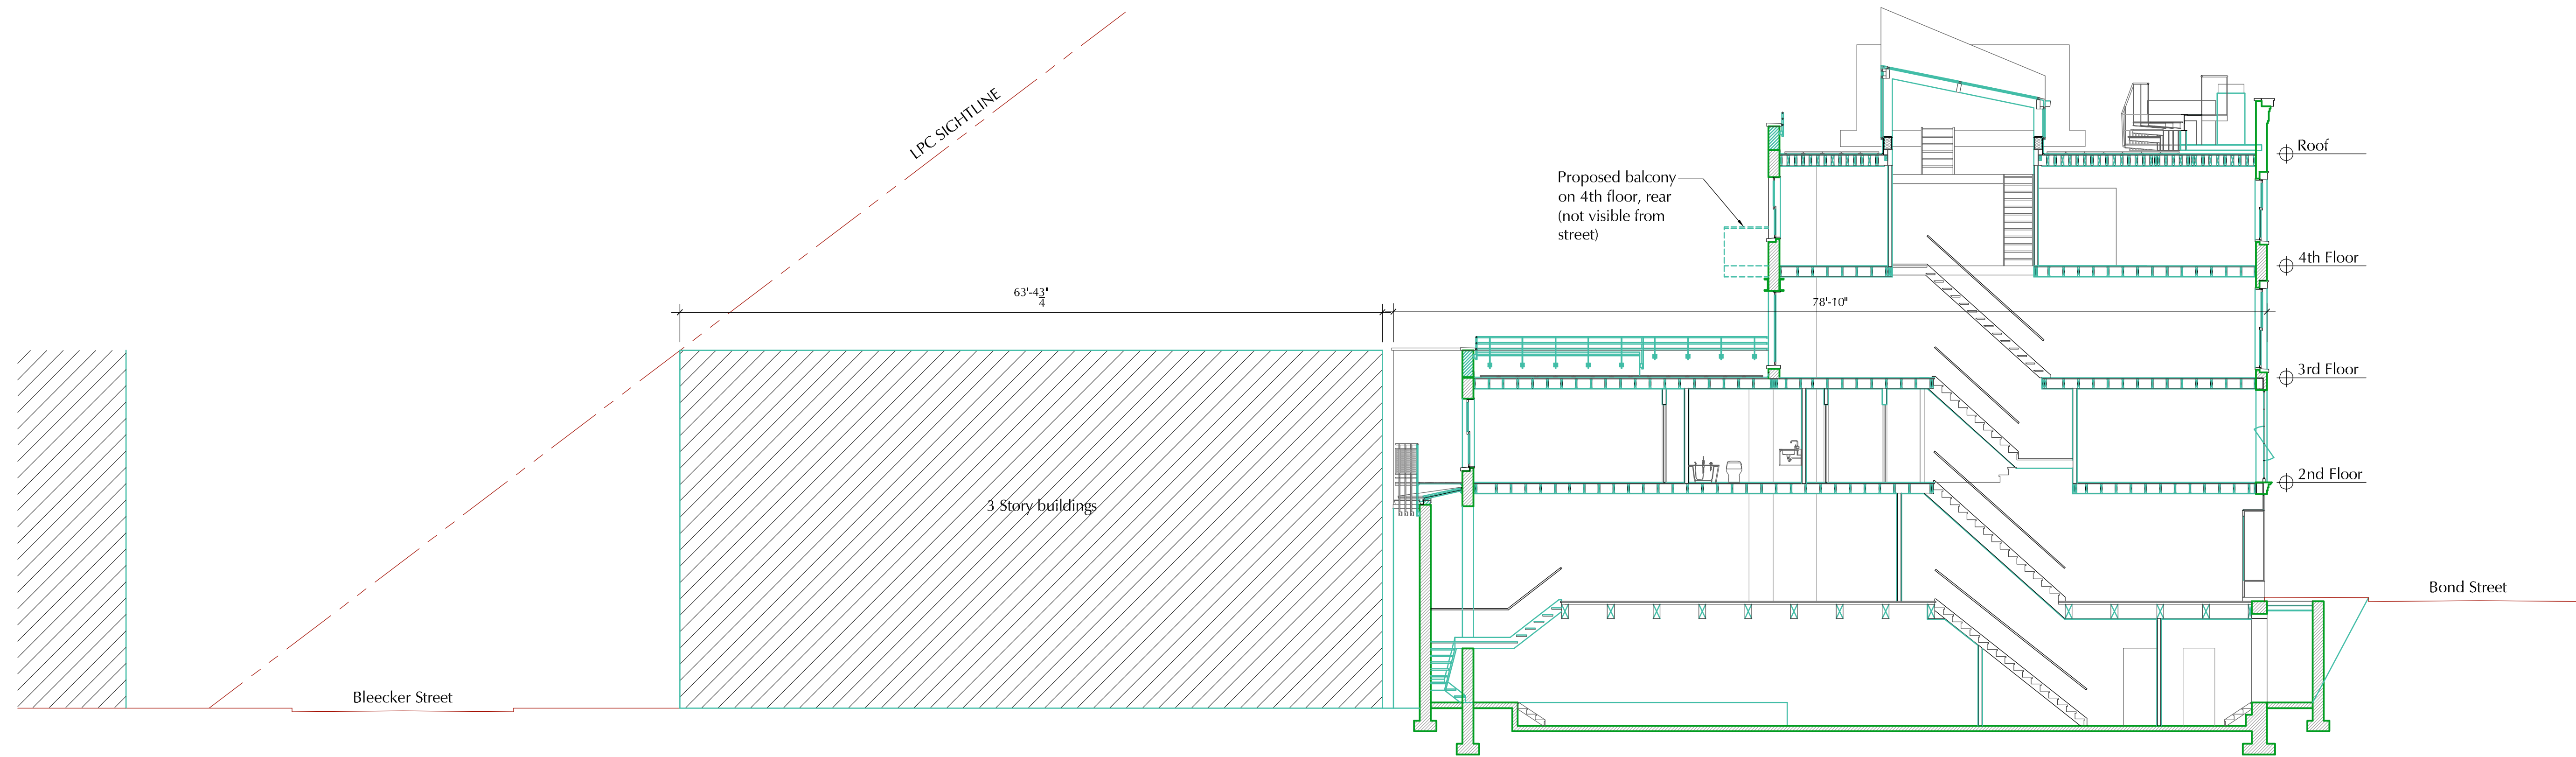 LPC SIGHTLINE
Proposed balcony
on 4th floor, rear
(not visible from
street)
Roof
4th Floor
63'-4 3/4"
78'-10"
3rd Floor
2nd Floor
3 Story buildings
Bond Street
Bleecker Street